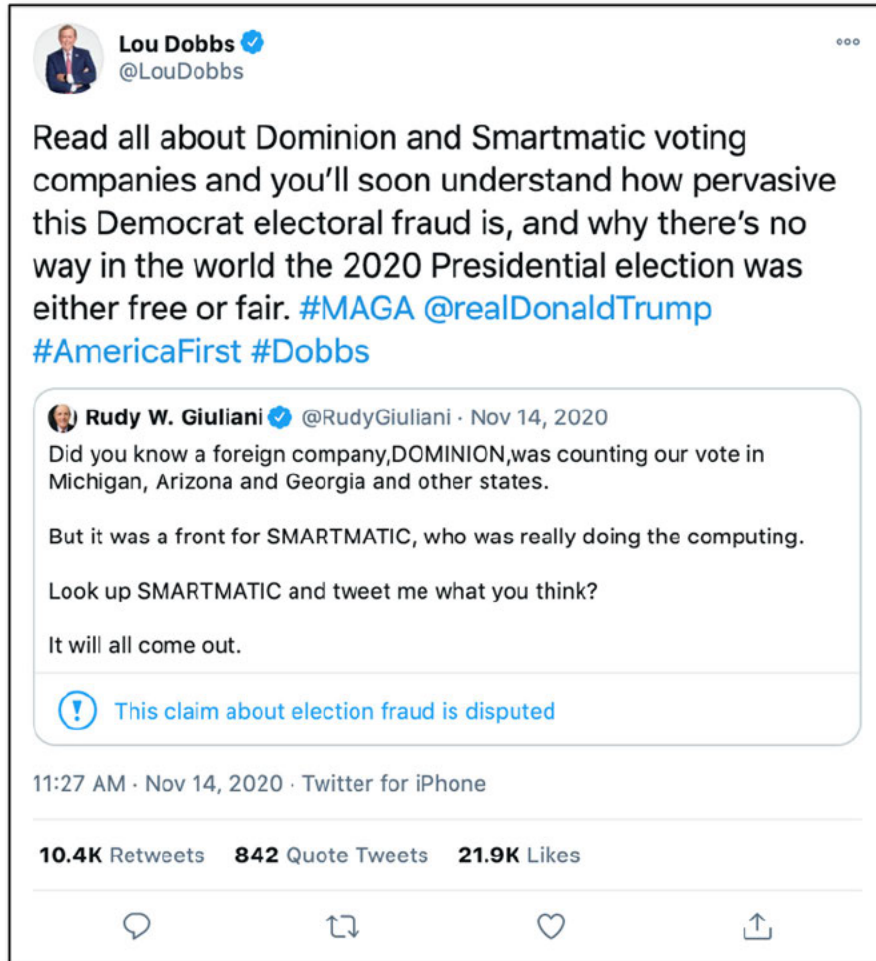 Lou Dobbs
@LouDobbs
Read all about Dominion and Smartmatic voting
companies and you'll soon understand how pervasive
this Democrat electoral fraud is, and why there's no
way in the world the 2020 Presidential election was
either free or fair. #MAGA @realDonaldTrump
#AmericaFirst #Dobbs
Rudy W. Giuliani @RudyGiuliani · Nov 14, 2020
Did you know a foreign company,DOMINION,was counting our vote in
Michigan, Arizona and Georgia and other states.
But it was a front for SMARTMATIC, who was really doing the computing.
Look up SMARTMATIC and tweet me what you think?
It will all come out.
This claim about election fraud is disputed
11:27 AM · Nov 14, 2020 · Twitter for iPhone
10.4K Retweets 842 Quote Tweets 21.9K Likes